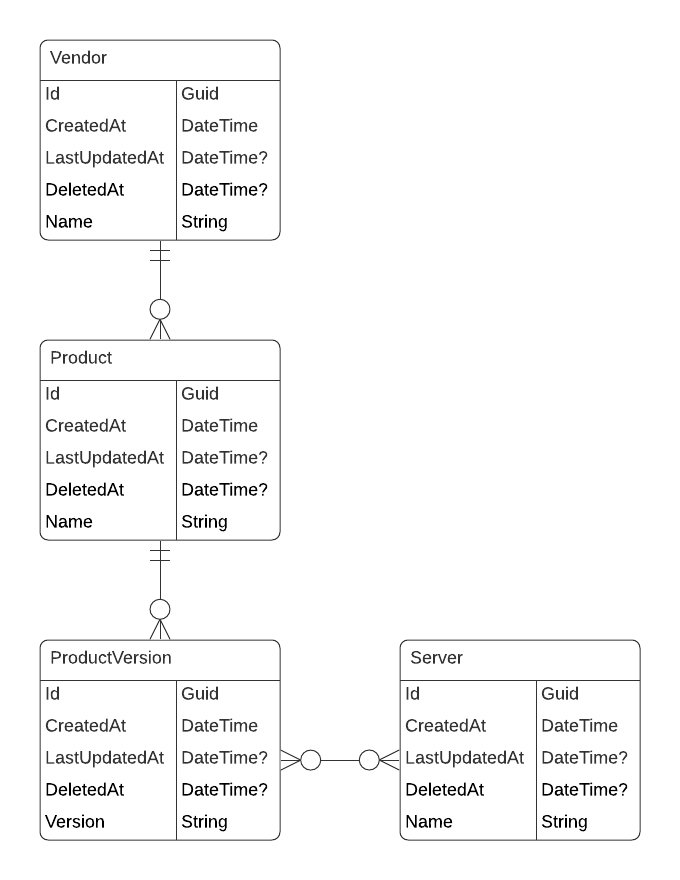 Vendor
Id Guid
CreatedAt DateTime
LastUpdatedAt DateTime?
DeletedAt DateTime?
Name String
Product
Id Guid
CreatedAt DateTime
LastUpdatedAt DateTime?
DeletedAt DateTime?
Name String
ProductVersion
Id Guid
CreatedAt DateTime
LastUpdatedAt DateTime?
DeletedAt DateTime?
Version String
Server
Id Guid
CreatedAt DateTime
LastUpdatedAt DateTime?
DeletedAt DateTime?
Name String